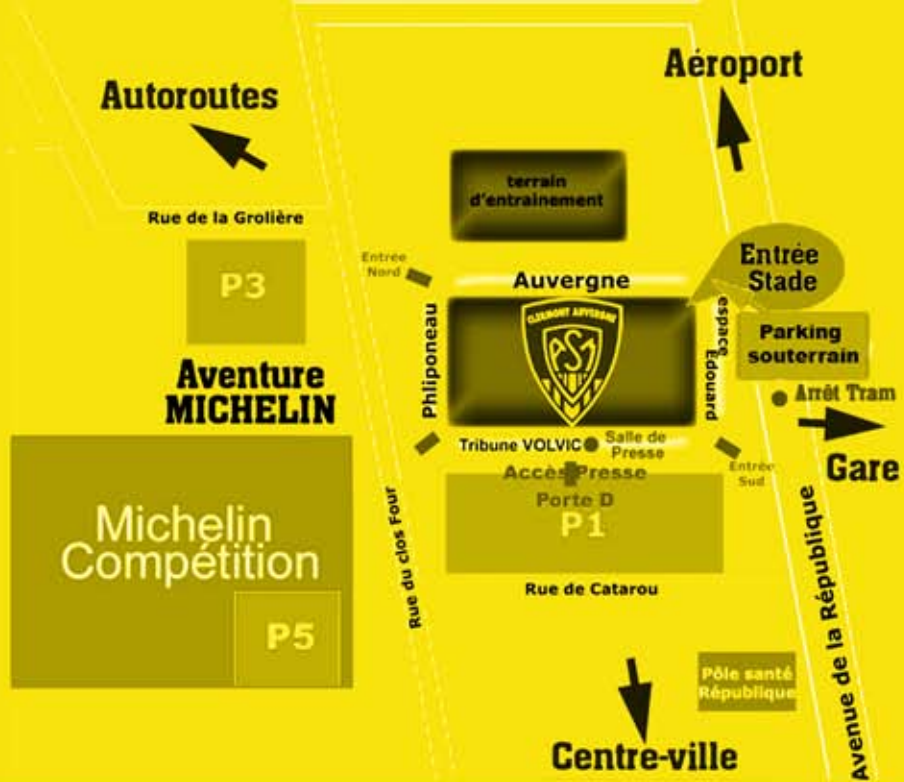 Aéroport
Autoroutes
terrain
d'entrainement
Rue de la Grolière
Entrée
Nord
P3
Auvergne
Entrée
Stade
CLERMONT AUVERGNE
ASM
Phliponeau
espace
Édouard
Parking
souterrain
Aventure
MICHELIN
Arrêt Tram
Tribune VOLVIC
Salle de
Presse
Gare
Accès Presse
Entrée
Sud
Porte D
P1
Michelin
Compétition
Rue du clos Four
Rue de Catarou
P5
Avenue de la République
Pôle santé
République
Centre-ville